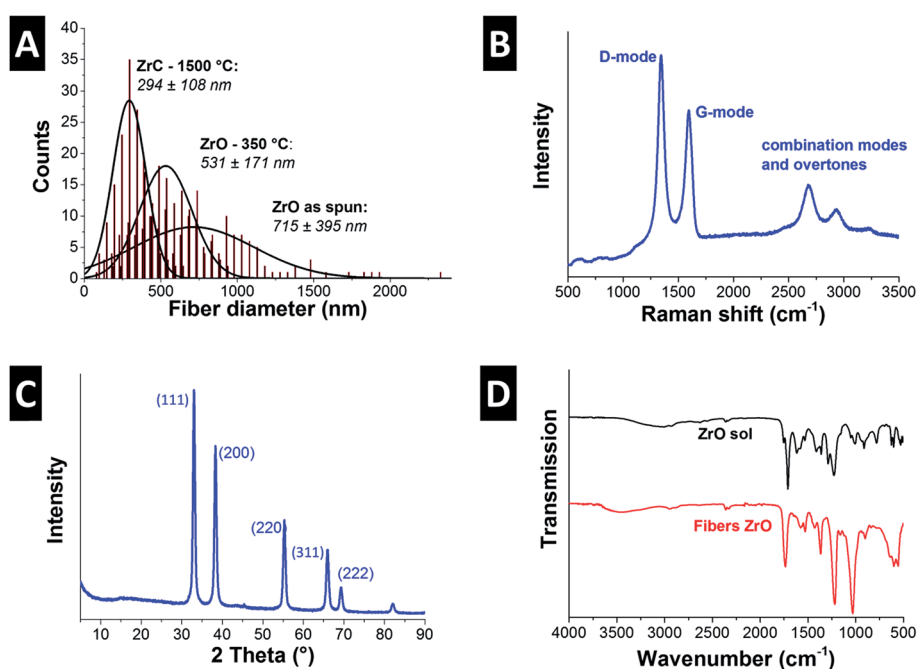 A
40
35
30
25
20
15
10
5
0
Counts
ZrC - 1500 °C:
294 ± 108 nm
ZrO - 350 °C:
531 ± 171 nm
ZrO as spun:
715 ± 395 nm
0 500 1000 1500 2000
Fiber diameter (nm)
B
Intensity
D-mode
G-mode
combination modes
and overtones
500 1000 1500 2000 2500 3000 3500
Raman shift (cm-1)
C
Intensity
(111)
(200)
(220)
(311)
(222)
10 20 30 40 50 60 70 80 90
2 Theta (°)
D
Transmission
ZrO sol
Fibers ZrO
4000 3500 3000 2500 2000 1500 1000 500
Wavenumber (cm-1)